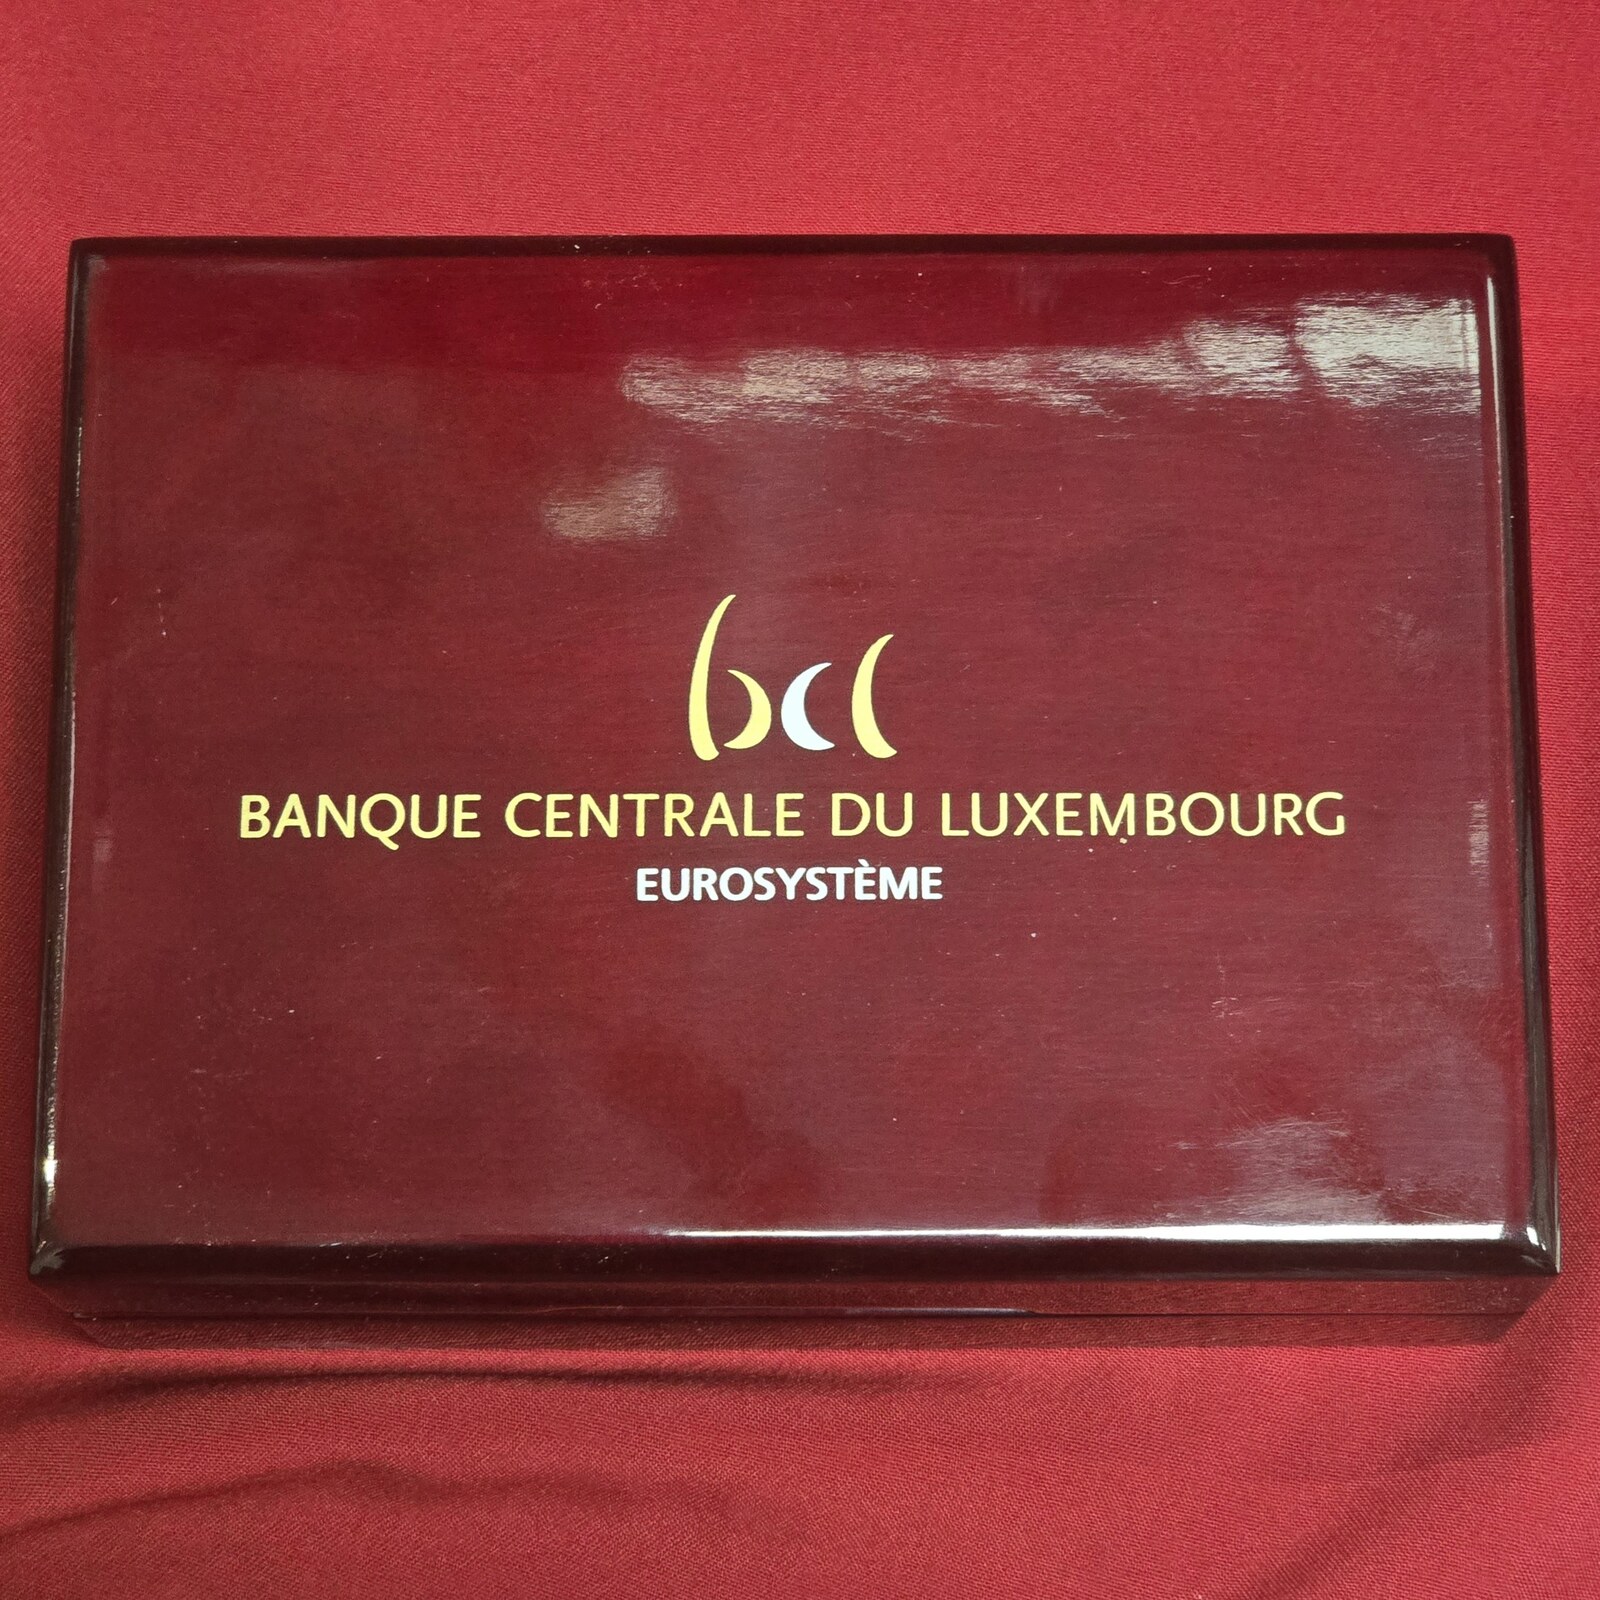 bcl
BANQUE CENTRALE DU LUXEMBOURG
EUROSYSTÈME